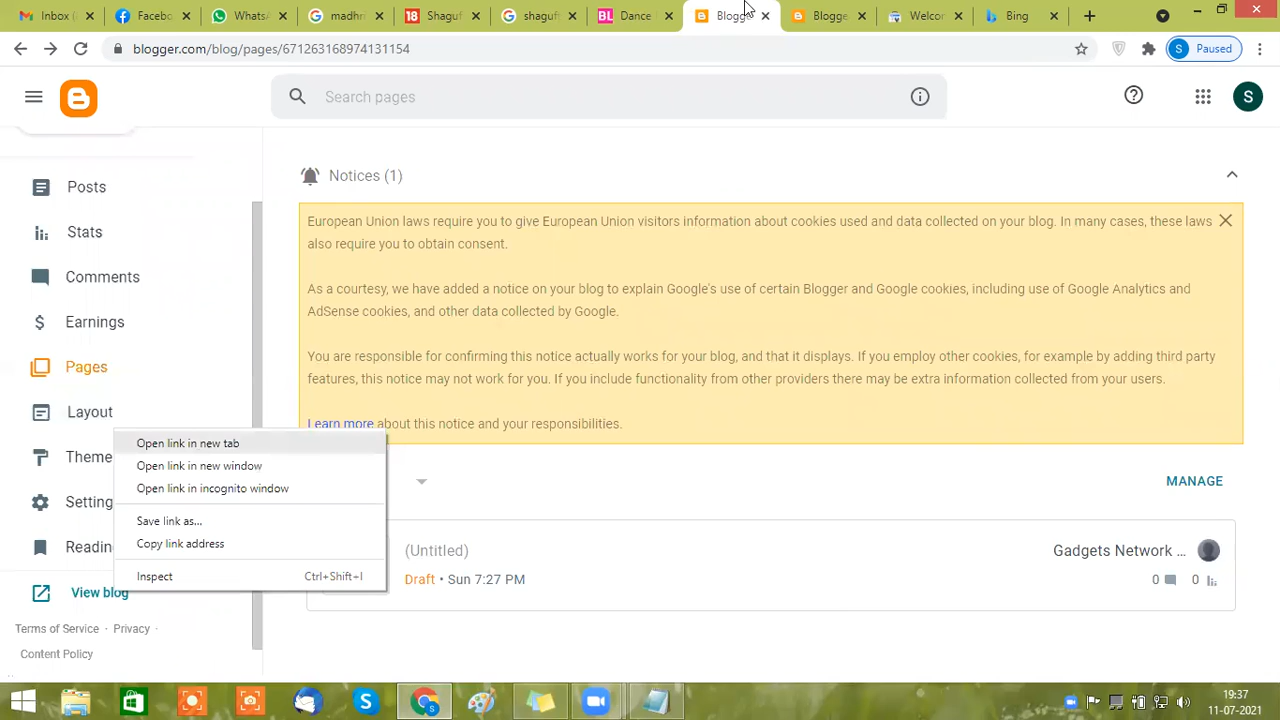 Inbox (
Facebo
WhatsA
madhm
18 Shaguf
shaguf
BL Dance
Blogg
Blogge
Welcon
Bing
blogger.com/blog/pages/671263168974131154
S Paused
Search pages
S
Posts
Stats
Comments
Earnings
Pages
Layout
Theme
Setting
Readin
View blog
Terms of Service · Privacy ·
Content Policy
Notices (1)
European Union laws require you to give European Union visitors information about cookies used and data collected on your blog. In many cases, these laws
also require you to obtain consent.
As a courtesy, we have added a notice on your blog to explain Google's use of certain Blogger and Google cookies, including use of Google Analytics and
AdSense cookies, and other data collected by Google.
You are responsible for confirming this notice actually works for your blog, and that it displays. If you employ other cookies, for example by adding third party
features, this notice may not work for you. If you include functionality from other providers there may be extra information collected from your users.
Learn more about this notice and your responsibilities.
Open link in new tab
Open link in new window
Open link in incognito window
Save link as...
Copy link address
Inspect Ctrl+Shift+I
MANAGE
(Untitled)
Gadgets Network ...
Draft • Sun 7:27 PM
0 0
19:37
11-07-2021